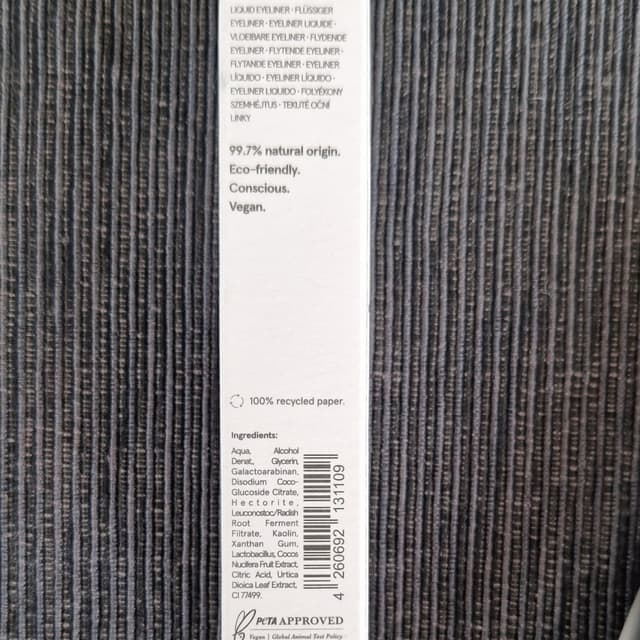 LIQUID EYELINER · FLÜSSIGER
EYELINER · EYELINER LIQUIDE ·
VLOEIBARE EYELINER · FLYDENDE
EYELINER · FLYTENDE EYELINER ·
FLYTANDE EYELINER · EYELINER
LÍQUIDO · EYELINER LÍQUIDO ·
EYELINER LIQUIDO · FOLYÉKONY
SZEMHÉJTUS · TEKUTÉ OČNÍ
LINKY
99.7% natural origin.
Eco-friendly.
Conscious.
Vegan.
100% recycled paper.
Ingredients:
Aqua, Alcohol
Denat., Glycerin,
Galactoarabinan,
Disodium Coco-
Glucoside Citrate,
Hectorite,
Leuconostoc/Radish
Root Ferment
Filtrate, Kaolin,
Xanthan Gum,
Lactobacillus, Cocos
Nucifera Fruit Extract,
Citric Acid, Urtica
Dioica Leaf Extract,
CI 77499.
4 260692 131109
PETA APPROVED
Vegan | Global Animal Test Policy